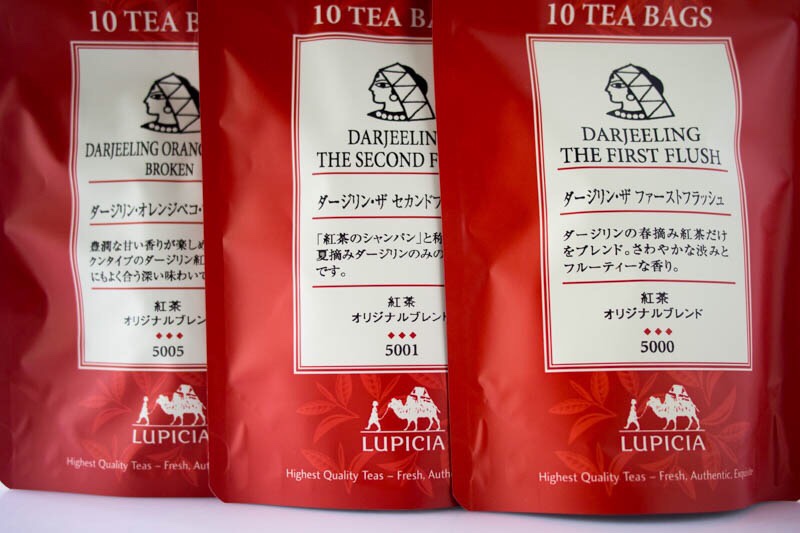 10 TEA B
DARJEELING ORANG
BROKEN
ダージリン・オレンジペコ・
豊潤な甘い香りが楽しめ
クンタイプのダージリン紅
にもよく合う深い味わいで
紅茶
オリジナルブレン
5005
LUPICIA
Highest Quality Teas – Fresh, Au
10 TEA BA
DARJEELIN
THE SECOND F
ダージリン・ザ セカンドフ
「紅茶のシャンパン」と称
夏摘みダージリンのみの
です。
紅茶
オリジナルブレンド
5001
LUPICIA
Highest Quality Teas – Fresh, Au
10 TEA BAGS
DARJEELING
THE FIRST FLUSH
ダージリン・ザ ファーストフラッシュ
ダージリンの春摘み紅茶だけ
をブレンド。さわやかな渋みと
フルーティーな香り。
紅茶
オリジナルブレンド
5000
LUPICIA
Highest Quality Teas – Fresh, Authentic, Exquisite